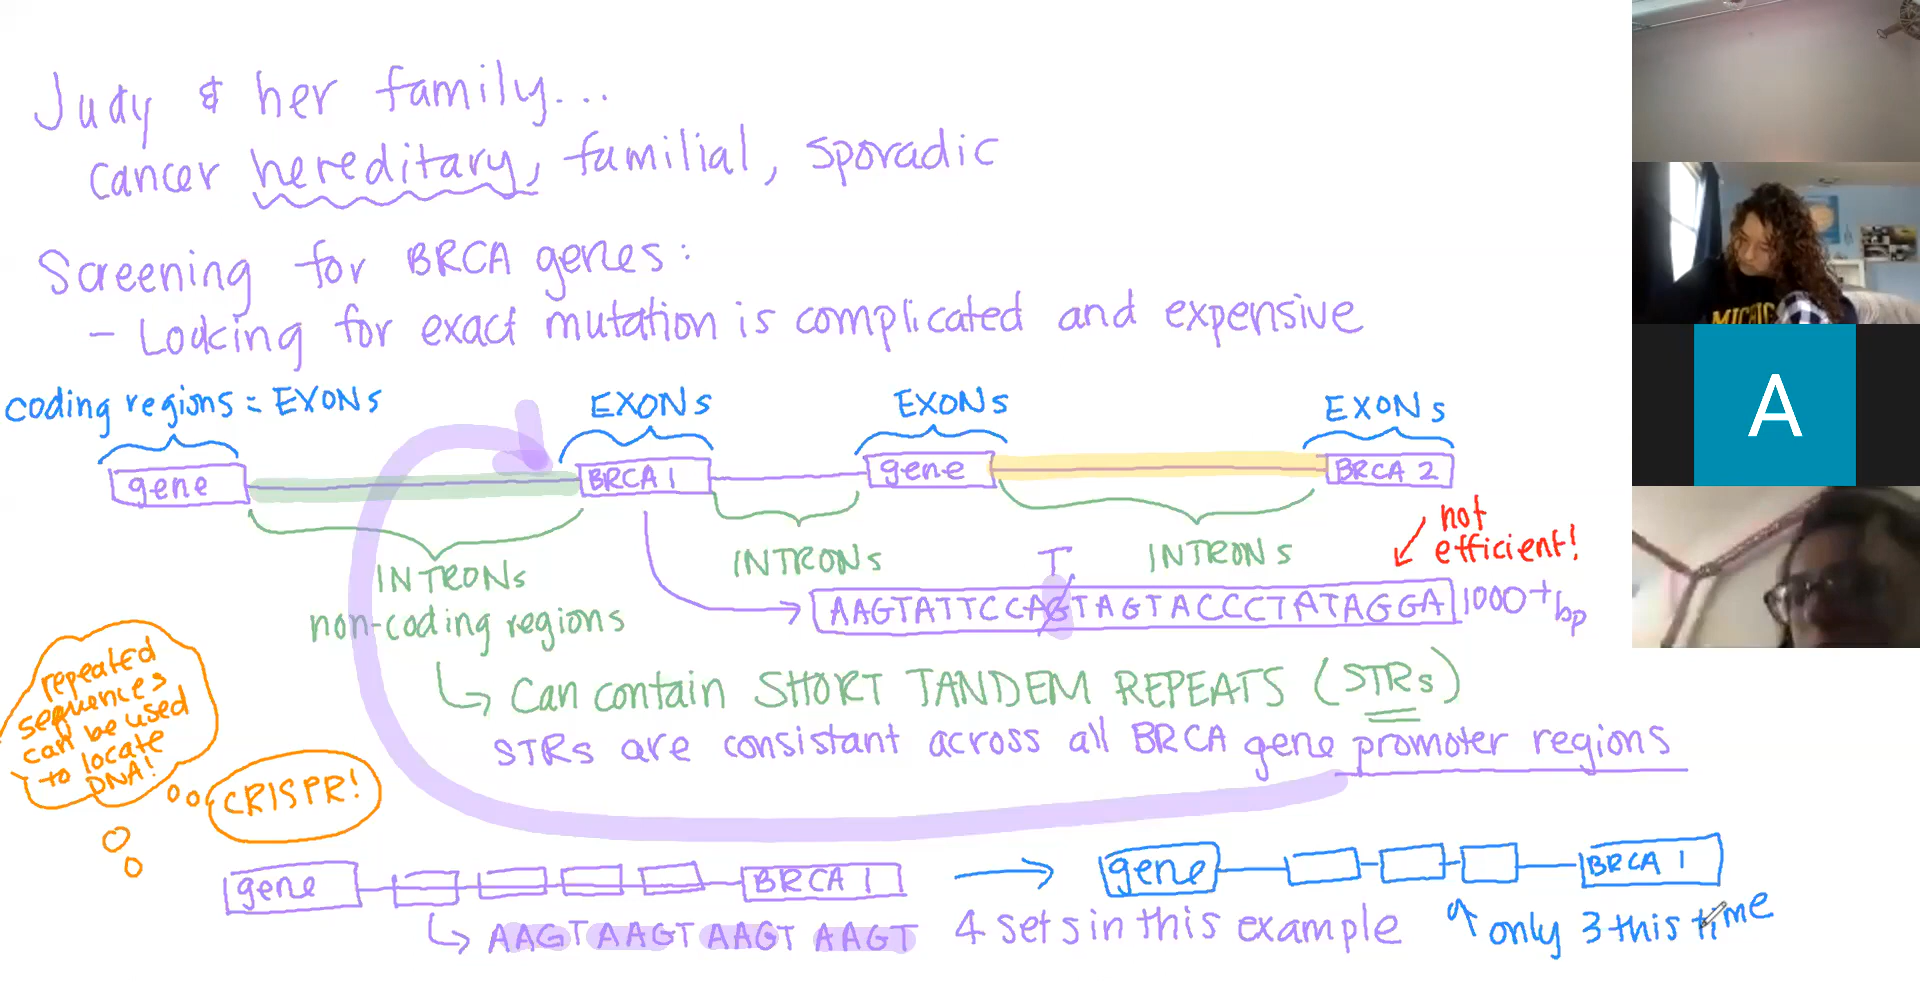 Judy & her family...
cancer hereditary, familial, sporadic
Screening for BRCA genes:
- Looking for exact mutation is complicated and expensive
coding regions = EXONs
EXONs
EXONs
EXONs
gene
BRCA 1
gene
BRCA 2
INTRONs
non-coding regions
INTRONs
INTRONs
not
efficient!
T
AAGTATTCCAGTAGTACCCTATAGGA 1000+ bp
Can contain SHORT TANDEM REPEATS (STRs)
STRs are consistant across all BRCA gene promoter regions
repeated
sequences
can be used
to locate
DNA!
CRISPR!
gene
BRCA 1
gene
BRCA 1
AAGT AAGT AAGT AAGT
4 sets in this example
only 3 this time
MICHIG
A